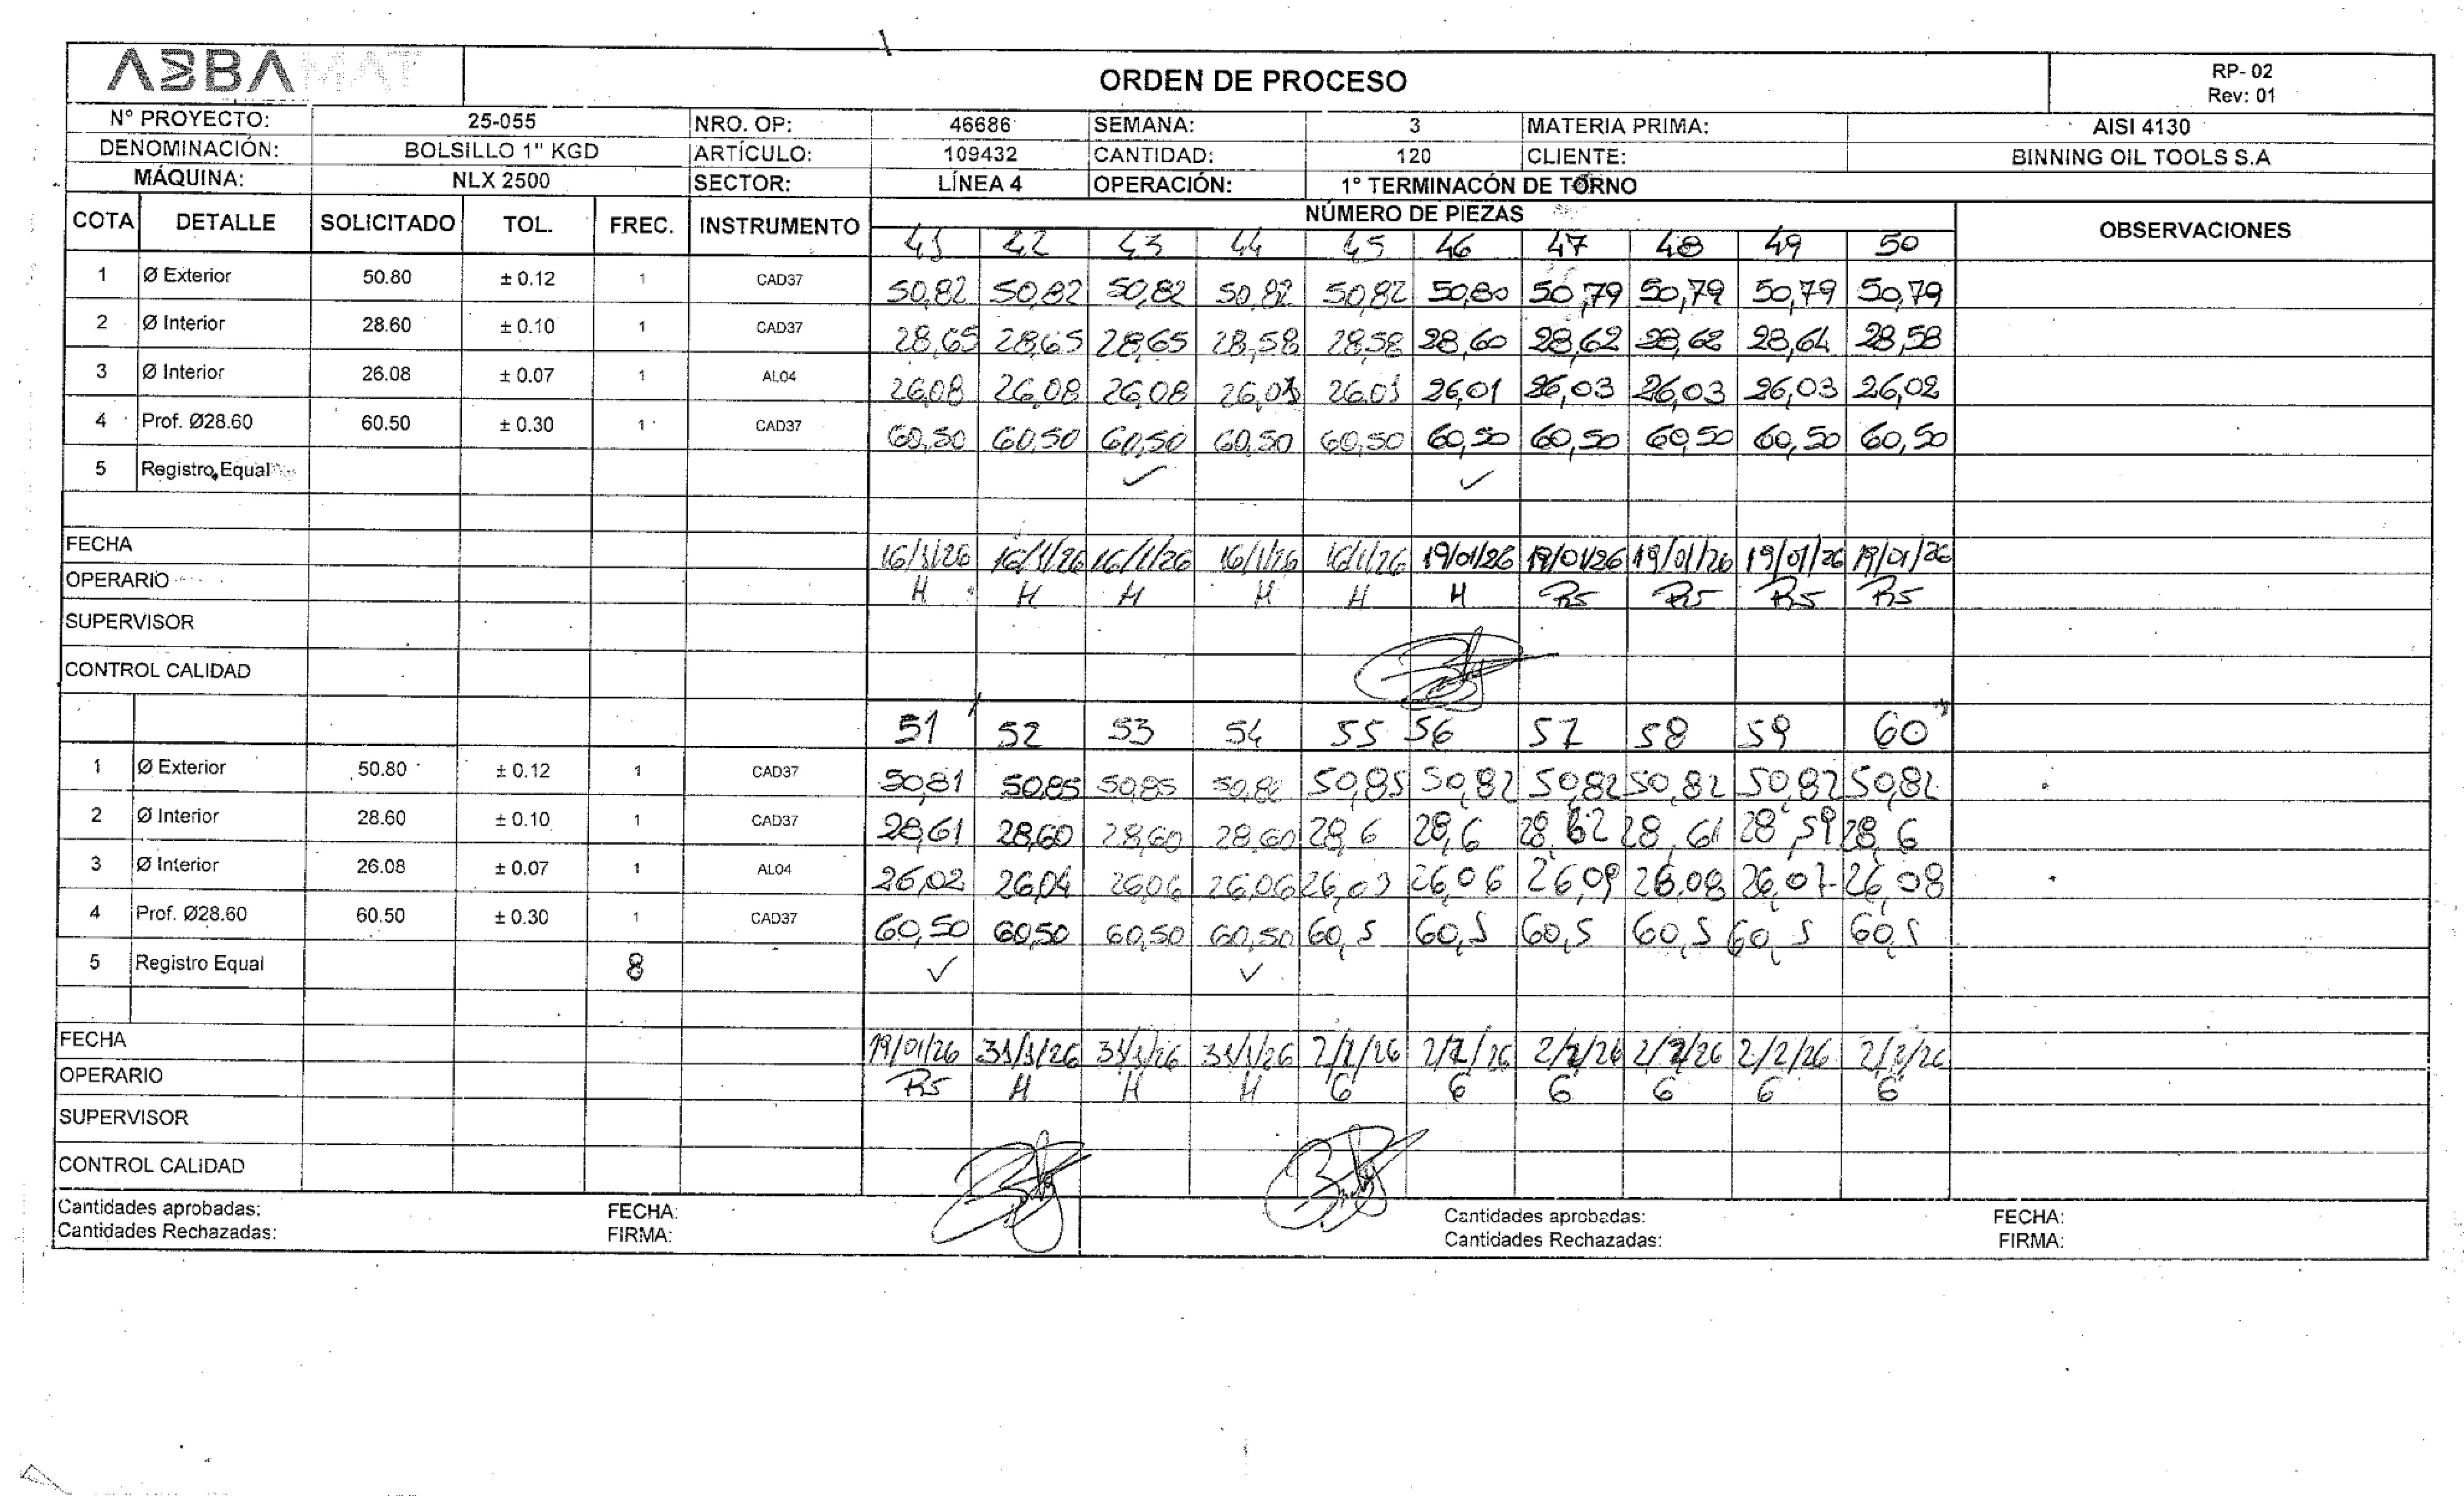 ABBAMAT
ORDEN DE PROCESO
RP- 02
Rev: 01
N° PROYECTO: 25-055 NRO. OP: 46686 SEMANA: 3 MATERIA PRIMA: AISI 4130
DENOMINACIÓN: BOLSILLO 1" KGD ARTÍCULO: 109432 CANTIDAD: 120 CLIENTE: BINNING OIL TOOLS S.A
MÁQUINA: NLX 2500 SECTOR: LÍNEA 4 OPERACIÓN: 1° TERMINACÓN DE TORNO
COTA DETALLE SOLICITADO TOL. FREC. INSTRUMENTO NÚMERO DE PIEZAS OBSERVACIONES
41 42 43 44 45 46 47 48 49 50
1 Ø Exterior 50.80 ± 0.12 1 CAD37 50,82 50,82 50,82 50,82 50,82 50,80 50,79 50,79 50,79 50,79
2 Ø Interior 28.60 ± 0.10 1 CAD37 28,65 28,65 28,65 28,58 28,58 28,60 28,62 28,62 28,64 28,58
3 Ø Interior 26.08 ± 0.07 1 AL04 26,08 26,08 26,08 26,01 26,03 26,03 26,03 26,02
4 Prof. Ø28.60 60.50 ± 0.30 1 CAD37 60,50 60,50 60,50 60,50 60,50 60,50 60,50 60,50 60,50 60,50
5 Registro Equal ✓ ✓
FECHA 16/1/26 16/1/26 16/1/26 16/1/26 16/1/26 19/01/26 19/01/26 19/01/26 19/01/26 19/01/26
OPERARIO H H H H H H RS RS RS RS
SUPERVISOR
CONTROL CALIDAD
51 52 53 54 55 56 57 58 59 60
1 Ø Exterior 50.80 ± 0.12 1 CAD37 50,81 50,85 50,85 50,85 50,82 50,82 50,82 50,82 50,82
2 Ø Interior 28.60 ± 0.10 1 CAD37 28,61 28,60 28,60 28,60 28,6 28,6 28,62 28,61 28,59 28,6
3 Ø Interior 26.08 ± 0.07 1 AL04 26,02 26,04 26,06 26,06 26,06 26,09 26,08 26,07 26,08
4 Prof. Ø28.60 60.50 ± 0.30 1 CAD37 60,50 60,50 60,50 60,50 60,5 60,5 60,5 60,5 60,5 60,5
5 Registro Equal 8 ✓ ✓
FECHA 19/01/26 31/1/26 31/1/26 31/1/26 2/2/26 2/2/26 2/2/26 2/2/26 2/2/26 2/2/26
OPERARIO RS H H H G G G G G G
SUPERVISOR
CONTROL CALIDAD
Cantidades aprobadas: FECHA: Cantidades aprobadas: FECHA:
Cantidades Rechazadas: FIRMA: Cantidades Rechazadas: FIRMA: